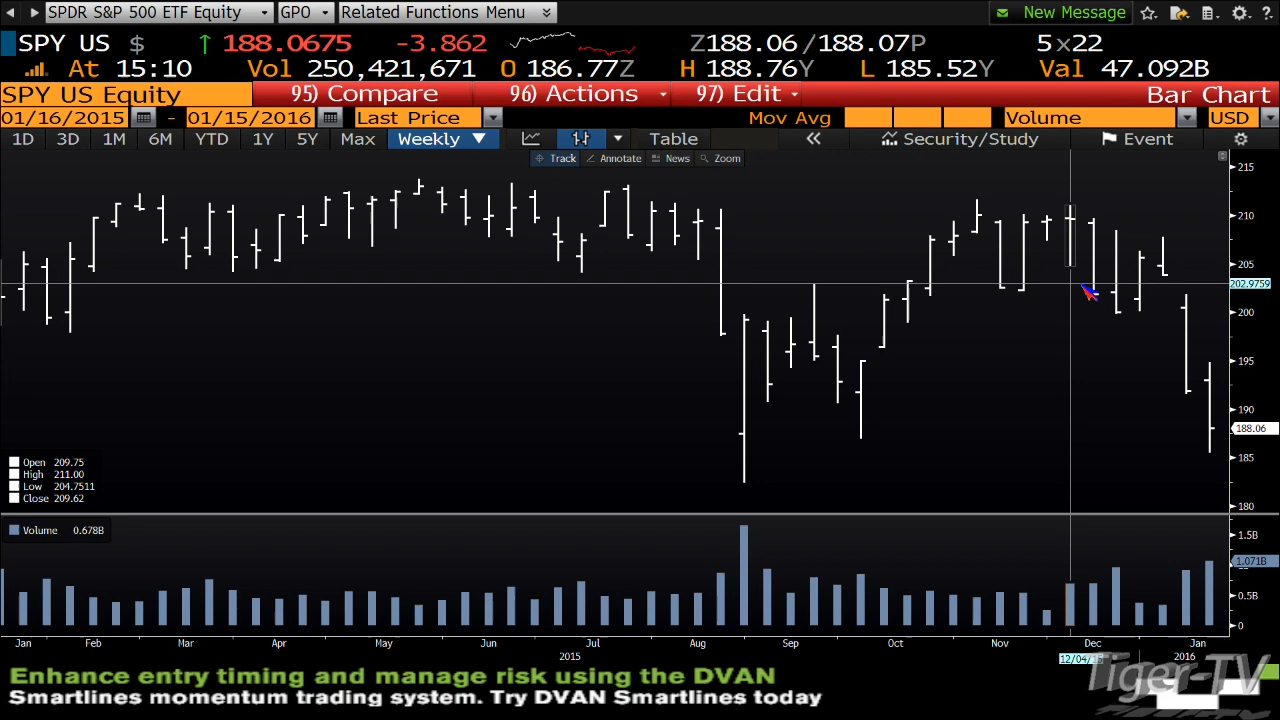 SPDR S&P 500 ETF Equity GPO Related Functions Menu New Message
SPY US $ ↑ 188.0675 -3.862 Z188.06/188.07P 5x22
At 15:10 Vol 250,421,671 O 186.77Z H 188.76Y L 185.52Y Val 47.092B
SPY US Equity 95) Compare 96) Actions 97) Edit Bar Chart
01/16/2015 - 01/15/2016 Last Price Mov Avg Volume USD
1D 3D 1M 6M YTD 1Y 5Y Max Weekly ▼ Table « Security/Study Event
Track Annotate News Zoom
215
210
205
202.9759
200
195
190
188.06
185
180
Open 209.75
High 211.00
Low 204.7511
Close 209.62
Volume 0.678B
1.5B
1.071B
0.5B
0
Jan Feb Mar Apr May Jun Jul Aug Sep Oct Nov Dec Jan
2015 12/04/15 2016
Enhance entry timing and manage risk using the DVAN
Smartlines momentum trading system. Try DVAN Smartlines today
Tiger-TV